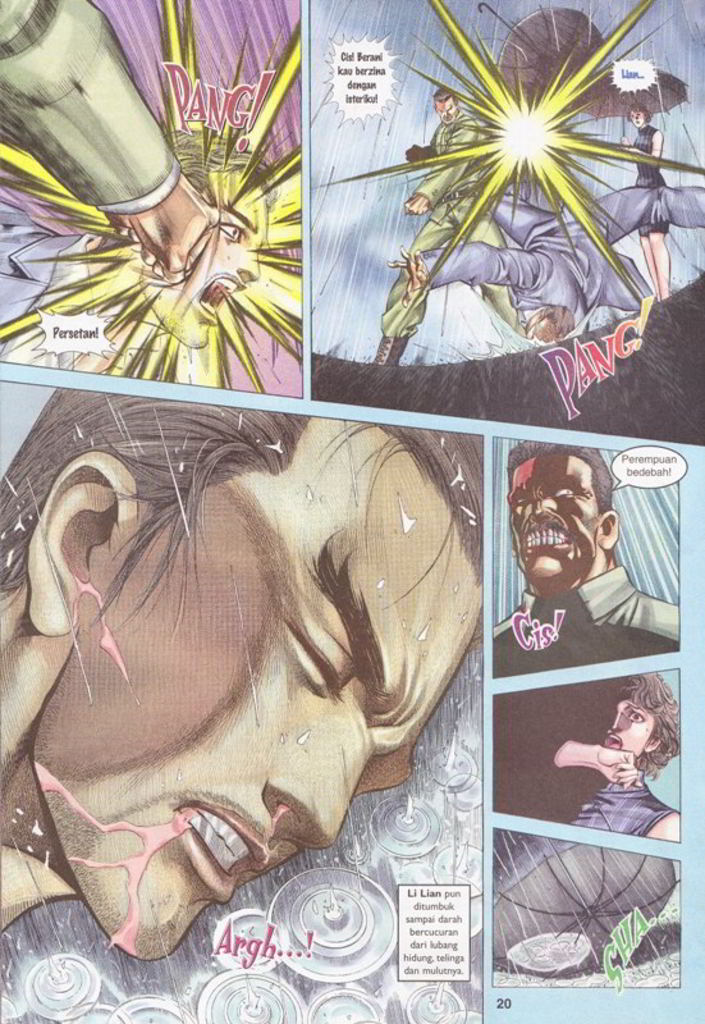 PANG!
Persetan!
Cis! Berani
kau berzina
dengan
isteriku!
Lian...
PANG!
Perempuan
bedebah!
Cis!
Li Lian pun
ditumbuk
sampai darah
bercucuran
dari lubang
hidung, telinga
dan mulutnya.
Argh...!
SHA...
20